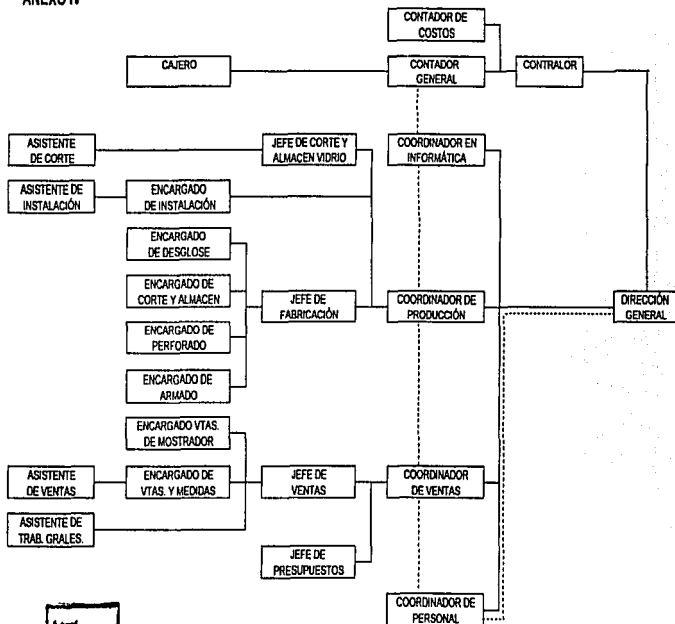 ANEXO IV
CONTADOR DE
COSTOS
CAJERO
CONTADOR
GENERAL
CONTRALOR
ASISTENTE
DE CORTE
JEFE DE CORTE Y
ALMACEN VIDRIO
COORDINADOR EN
INFORMÁTICA
ASISTENTE DE
INSTALACIÓN
ENCARGADO
DE INSTALACIÓN
ENCARGADO
DE DESGLOSE
ENCARGADO DE
CORTE Y ALMACEN
JEFE DE
FABRICACIÓN
COORDINADOR DE
PRODUCCIÓN
DIRECCIÓN
GENERAL
ENCARGADO DE
PERFORADO
ENCARGADO DE
ARMADO
ENCARGADO VTAS.
DE MOSTRADOR
ASISTENTE
DE VENTAS
ENCARGADO DE
VTAS. Y MEDIDAS
JEFE DE
VENTAS
COORDINADOR
DE VENTAS
ASISTENTE DE
TRAB. GRALES.
JEFE DE
PRESUPUESTOS
COORDINADOR DE
PERSONAL